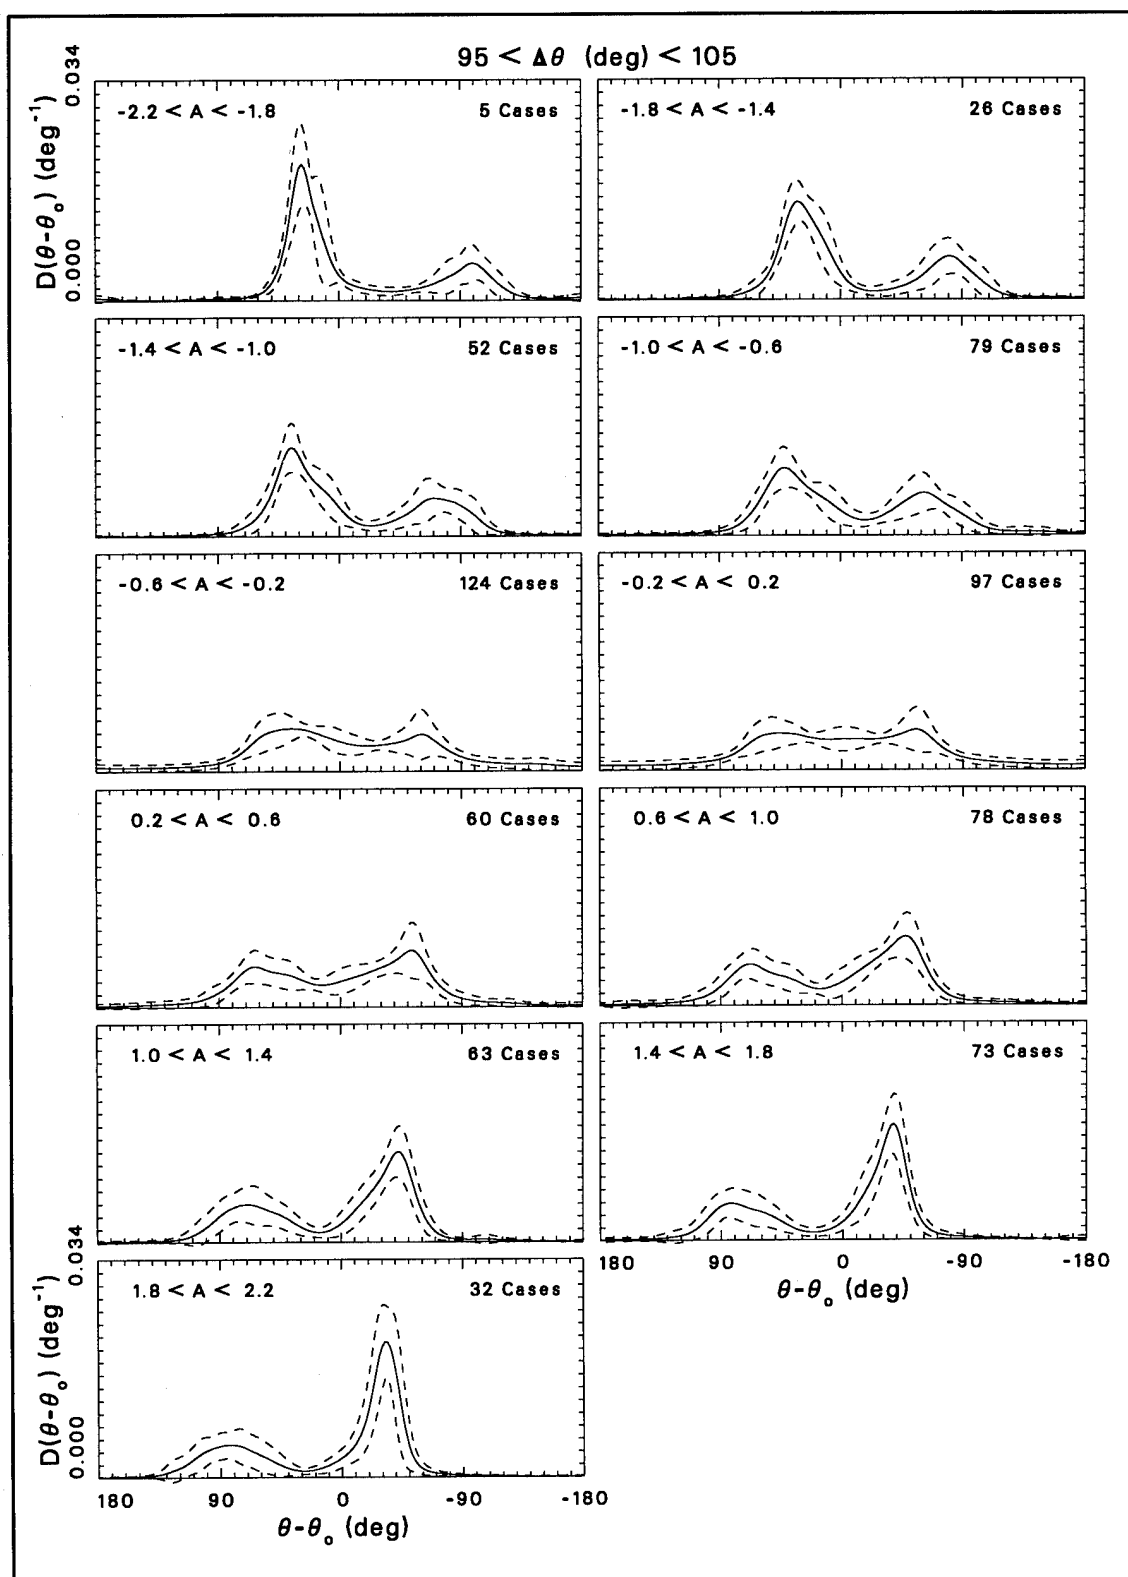 95 < Δθ (deg) < 105
0.034
D(θ-θo) (deg-1)
0.000
-2.2 < A < -1.8
5 Cases
-1.8 < A < -1.4
26 Cases
-1.4 < A < -1.0
52 Cases
-1.0 < A < -0.6
79 Cases
-0.6 < A < -0.2
124 Cases
-0.2 < A < 0.2
97 Cases
0.2 < A < 0.6
60 Cases
0.6 < A < 1.0
78 Cases
1.0 < A < 1.4
63 Cases
1.4 < A < 1.8
73 Cases
180 90 0 -90 -180
θ-θo (deg)
0.034
D(θ-θo) (deg-1)
0.000
1.8 < A < 2.2
32 Cases
180 90 0 -90 -180
θ-θo (deg)